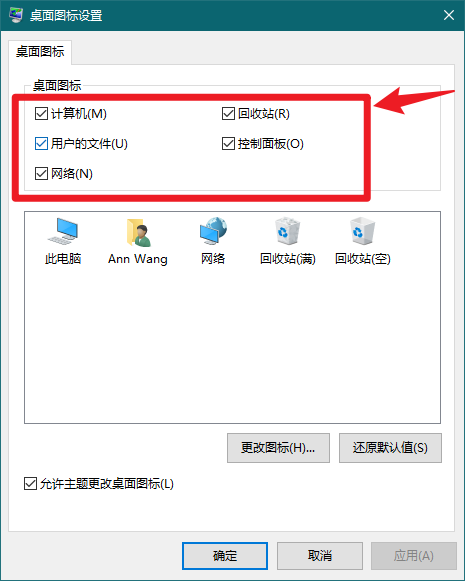 桌面图标设置
桌面图标
桌面图标
计算机(M) 回收站(R)
用户的文件(U) 控制面板(O)
网络(N)
此电脑 Ann Wang 网络 回收站(满) 回收站(空)
更改图标(H)... 还原默认值(S)
允许主题更改桌面图标(L)
确定 取消 应用(A)